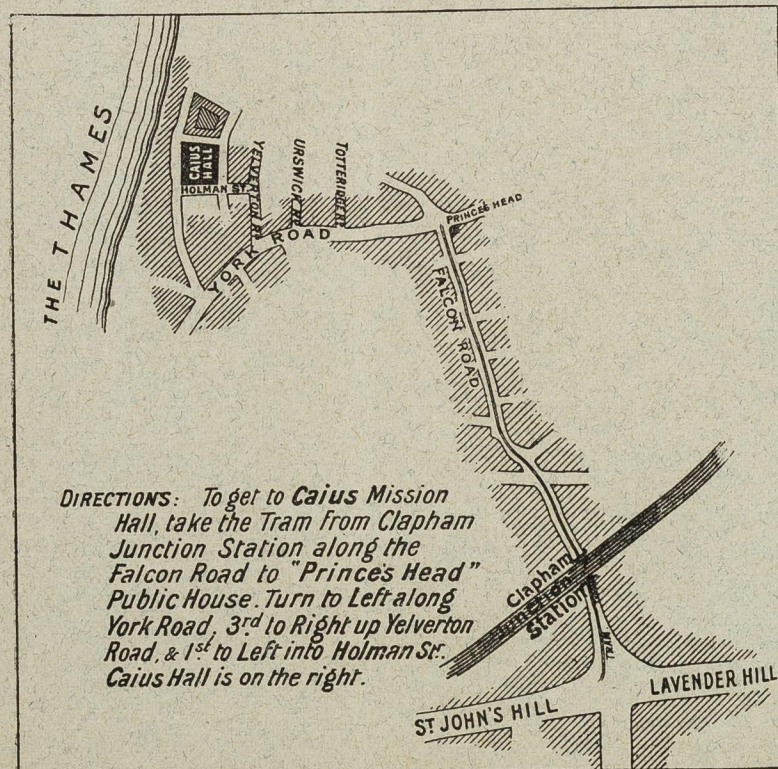 THE THAMES
CAIUS
HALL
HOLMAN ST.
YELVERTON RD
URSWICK RD
TOTTERIDGE RD
YORK ROAD
PRINCE'S HEAD
FALCON ROAD
DIRECTIONS: To get to Caius Mission
Hall, take the Tram from Clapham
Junction Station along the
Falcon Road to "Prince's Head"
Public House. Turn to Left along
York Road, 3rd to Right up Yelverton
Road, & 1st to Left into Holman Str.
Caius Hall is on the right.
Clapham
Junction
Station
ST JOHN'S HILL
LAVENDER HILL